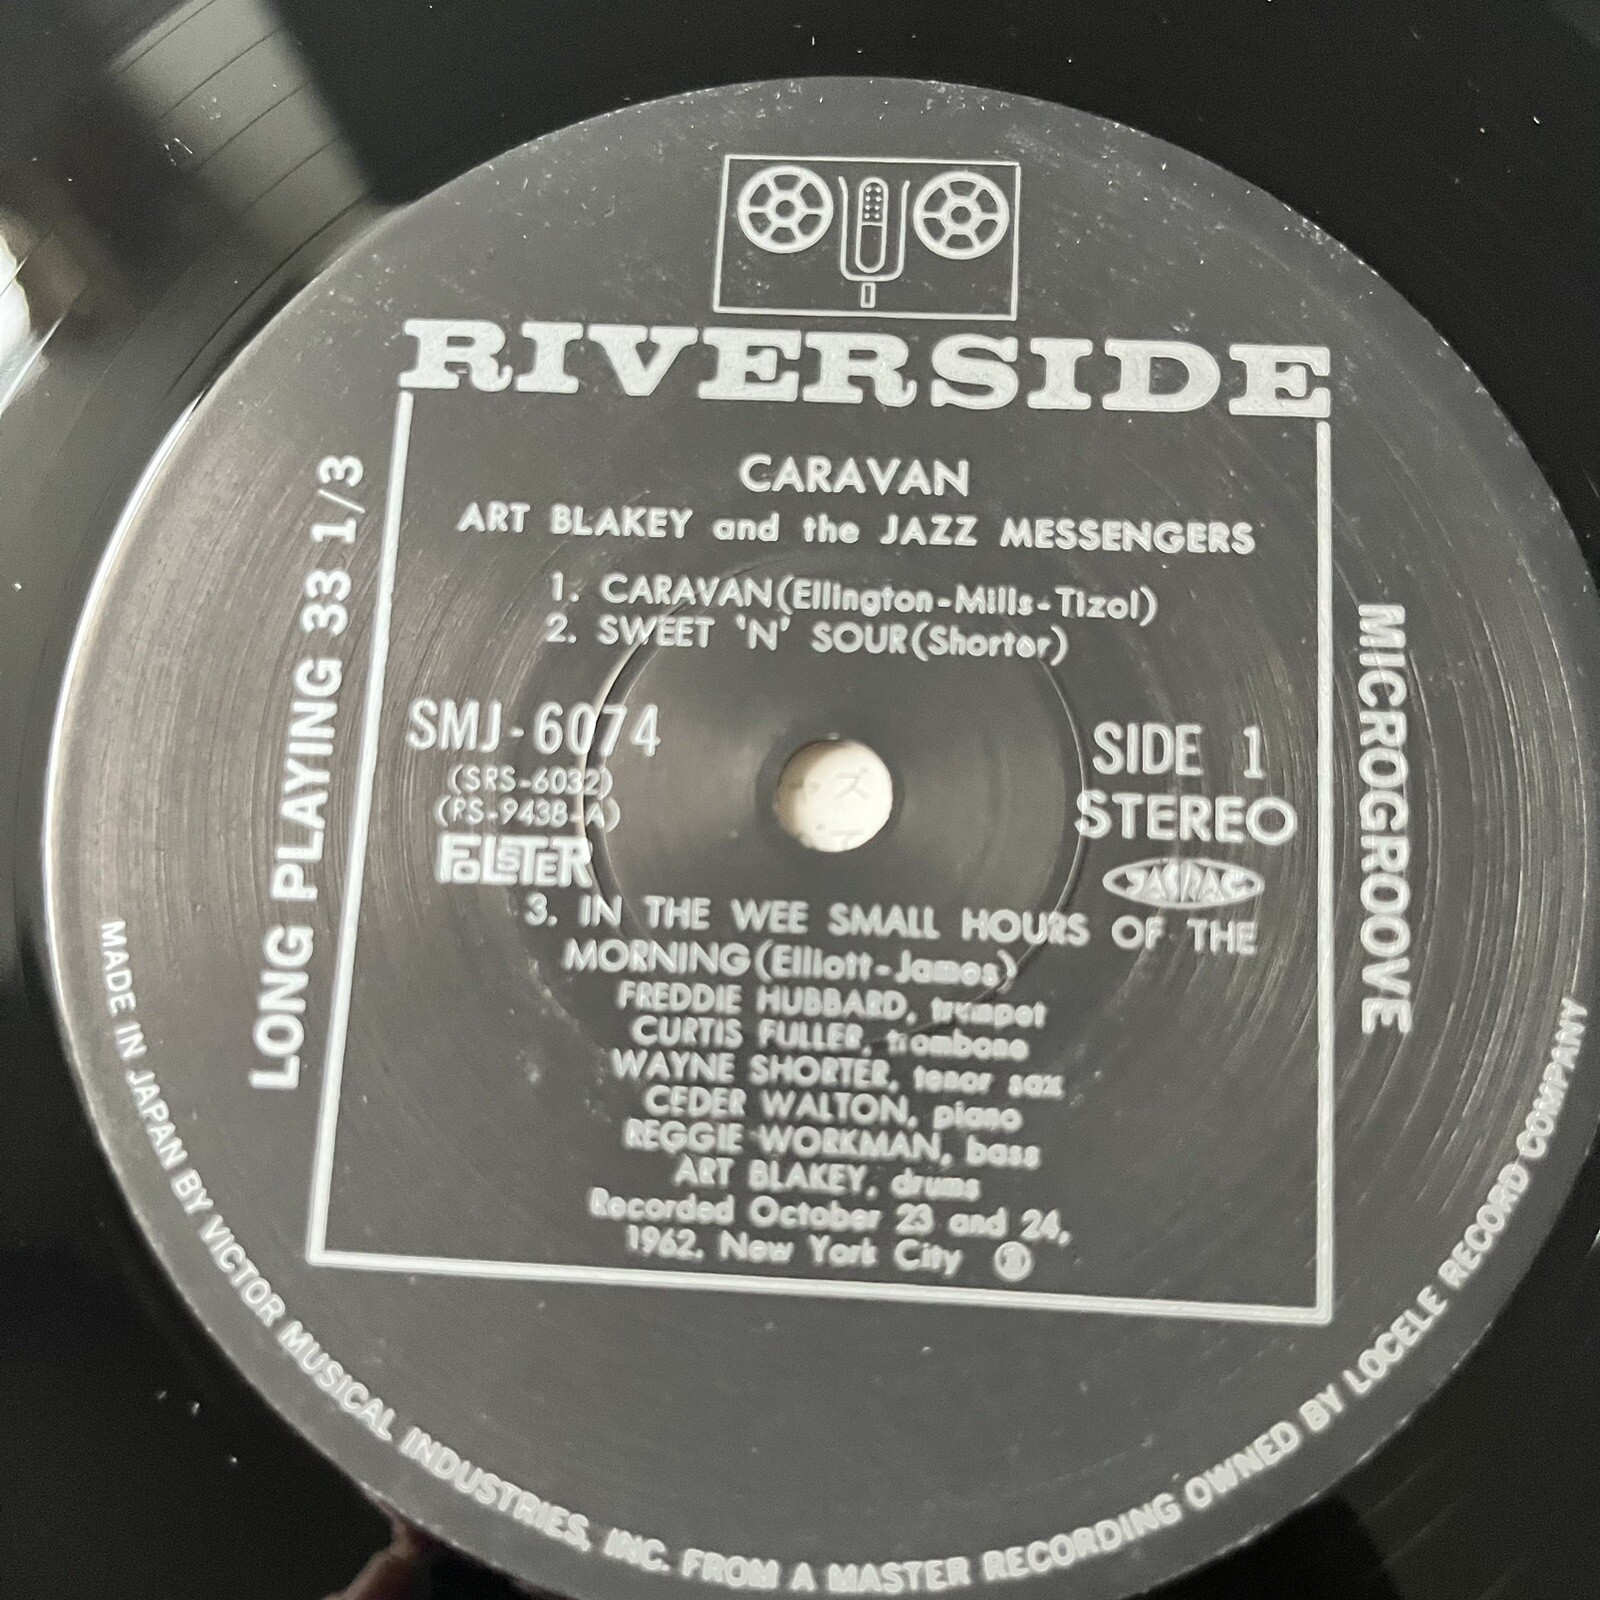 RIVERSIDE
CARAVAN
ART BLAKEY and the JAZZ MESSENGERS
1. CARAVAN(Ellington-Mills-Tizol)
2. SWEET 'N' SOUR(Shorter)
SMJ-6074
(SRS-6032)
(RS-9438-A)
FoLSTER
SIDE 1
STEREO
JASRAC
3. IN THE WEE SMALL HOURS OF THE
MORNING(Elliott-James)
FREDDIE HUBBARD, trumpet
CURTIS FULLER, trombone
WAYNE SHORTER, tenor sax
CEDER WALTON, piano
REGGIE WORKMAN, bass
ART BLAKEY, drums
Recorded October 23 and 24,
1962. New York City
LONG PLAYING 33 1/3
MICROGROOVE
MADE IN JAPAN BY VICTOR MUSICAL INDUSTRIES, INC. FROM A MASTER RECORDING OWNED BY LOCELE RECORD COMPANY